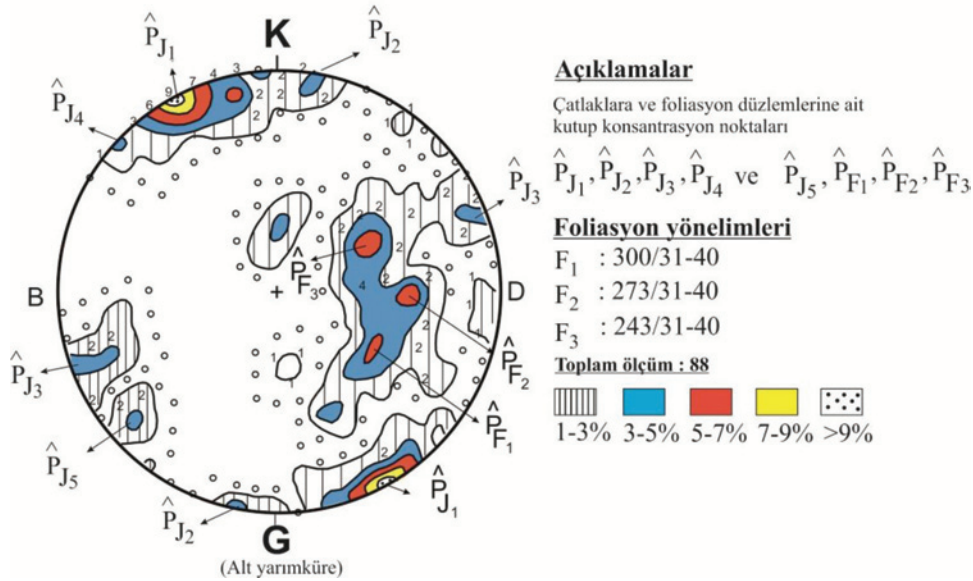 K
P̂J1
P̂J2
P̂J4
P̂J3
B
D
P̂F3
P̂F2
P̂F1
P̂J3
P̂J5
P̂J2
P̂J1
G
(Alt yarımküre)
Açıklamalar
Çatlaklara ve foliasyon düzlemlerine ait
kutup konsantrasyon noktaları
P̂J1, P̂J2, P̂J3, P̂J4 ve P̂J5, P̂F1, P̂F2, P̂F3
Foliasyon yönelimleri
F1 : 300/31-40
F2 : 273/31-40
F3 : 243/31-40
Toplam ölçüm : 88
1-3% 3-5% 5-7% 7-9% >9%